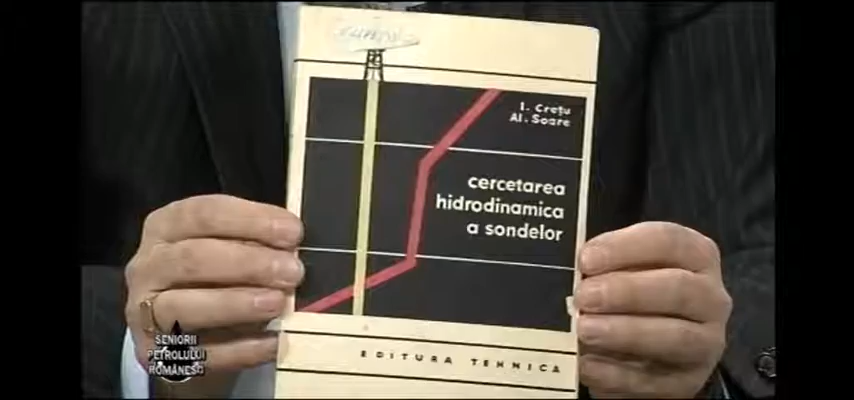 I. Crețu
Al. Soare
cercetarea
hidrodinamica
a sondelor
EDITURA TEHNICA
SENIORII
PETROLULUI
ROMÂNESC